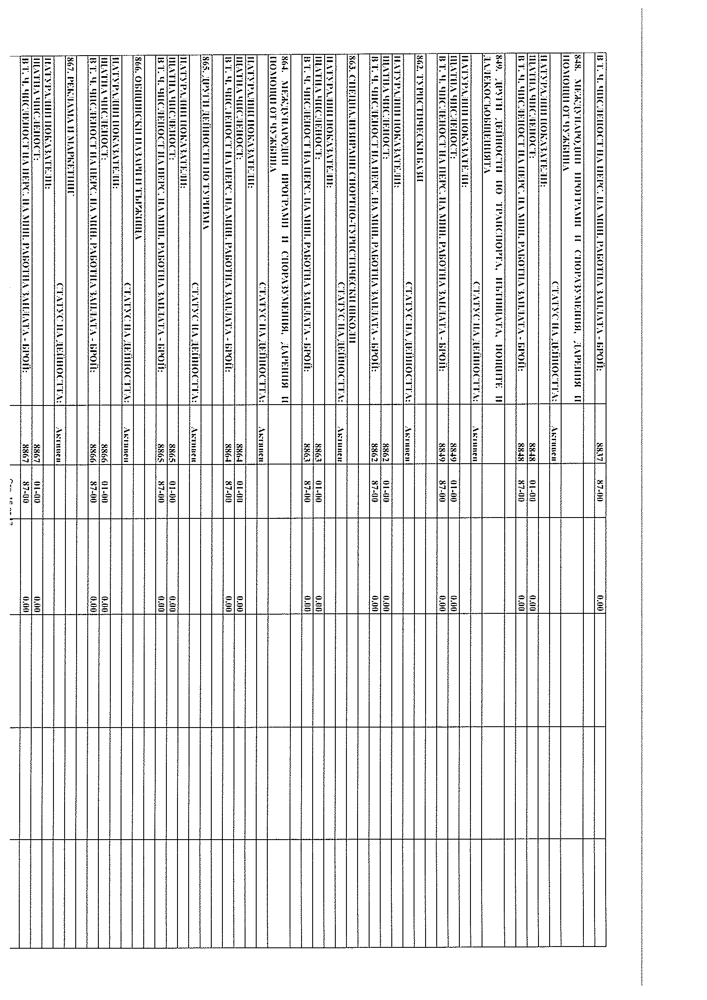 В Т. Ч. ЧИСЛЕНОСТ НА ПЕРС. НА МИН. РАБОТНА ЗАПЛАТА - БРОЙ: 8837 87-00 0.00
848. МЕЖДУНАРОДНИ ПРОГРАМИ И СПОРАЗУМЕНИЯ, ДАРЕНИЯ И
ПОМОЩИ ОТ ЧУЖБИНА
СТАТУС НА ДЕЙНОСТТА: Активен
НАТУРАЛНИ ПОКАЗАТЕЛИ:
ЩАТНА ЧИСЛЕНОСТ: 8848 01-00 0.00
В Т. Ч. ЧИСЛЕНОСТ НА ПЕРС. НА МИН. РАБОТНА ЗАПЛАТА - БРОЙ: 8848 87-00 0.00
849. ДРУГИ ДЕЙНОСТИ ПО ТРАНСПОРТА, ПЪТИЩАТА, ПОЩИТЕ И
ДАЛЕКОСЪОБЩЕНИЯТА
СТАТУС НА ДЕЙНОСТТА: Активен
НАТУРАЛНИ ПОКАЗАТЕЛИ:
ЩАТНА ЧИСЛЕНОСТ: 8849 01-00 0.00
В Т. Ч. ЧИСЛЕНОСТ НА ПЕРС. НА МИН. РАБОТНА ЗАПЛАТА - БРОЙ: 8849 87-00 0.00
862. ТУРИСТИЧЕСКИ БАЗИ
СТАТУС НА ДЕЙНОСТТА: Активен
НАТУРАЛНИ ПОКАЗАТЕЛИ:
ЩАТНА ЧИСЛЕНОСТ: 8862 01-00 0.00
В Т. Ч. ЧИСЛЕНОСТ НА ПЕРС. НА МИН. РАБОТНА ЗАПЛАТА - БРОЙ: 8862 87-00 0.00
863. СПЕЦИАЛИЗИРАНИ СПОРТНО-ТУРИСТИЧЕСКИ ШКОЛИ
СТАТУС НА ДЕЙНОСТТА: Активен
НАТУРАЛНИ ПОКАЗАТЕЛИ:
ЩАТНА ЧИСЛЕНОСТ: 8863 01-00 0.00
В Т. Ч. ЧИСЛЕНОСТ НА ПЕРС. НА МИН. РАБОТНА ЗАПЛАТА - БРОЙ: 8863 87-00 0.00
864. МЕЖДУНАРОДНИ ПРОГРАМИ И СПОРАЗУМЕНИЯ, ДАРЕНИЯ И
ПОМОЩИ ОТ ЧУЖБИНА
СТАТУС НА ДЕЙНОСТТА: Активен
НАТУРАЛНИ ПОКАЗАТЕЛИ:
ЩАТНА ЧИСЛЕНОСТ: 8864 01-00 0.00
В Т. Ч. ЧИСЛЕНОСТ НА ПЕРС. НА МИН. РАБОТНА ЗАПЛАТА - БРОЙ: 8864 87-00 0.00
865. ДРУГИ ДЕЙНОСТИ ПО ТУРИЗМА
СТАТУС НА ДЕЙНОСТТА: Активен
НАТУРАЛНИ ПОКАЗАТЕЛИ:
ЩАТНА ЧИСЛЕНОСТ: 8865 01-00 0.00
В Т. Ч. ЧИСЛЕНОСТ НА ПЕРС. НА МИН. РАБОТНА ЗАПЛАТА - БРОЙ: 8865 87-00 0.00
866. ОБЩИНСКИ ПАЗАРИ И ТЪРЖИЩА
СТАТУС НА ДЕЙНОСТТА: Активен
НАТУРАЛНИ ПОКАЗАТЕЛИ:
ЩАТНА ЧИСЛЕНОСТ: 8866 01-00 0.00
В Т. Ч. ЧИСЛЕНОСТ НА ПЕРС. НА МИН. РАБОТНА ЗАПЛАТА - БРОЙ: 8866 87-00 0.00
867. РЕКЛАМА И МАРКЕТИНГ
СТАТУС НА ДЕЙНОСТТА: Активен
НАТУРАЛНИ ПОКАЗАТЕЛИ:
ЩАТНА ЧИСЛЕНОСТ: 8867 01-00 0.00
В Т. Ч. ЧИСЛЕНОСТ НА ПЕРС. НА МИН. РАБОТНА ЗАПЛАТА - БРОЙ: 8867 87-00 0.00